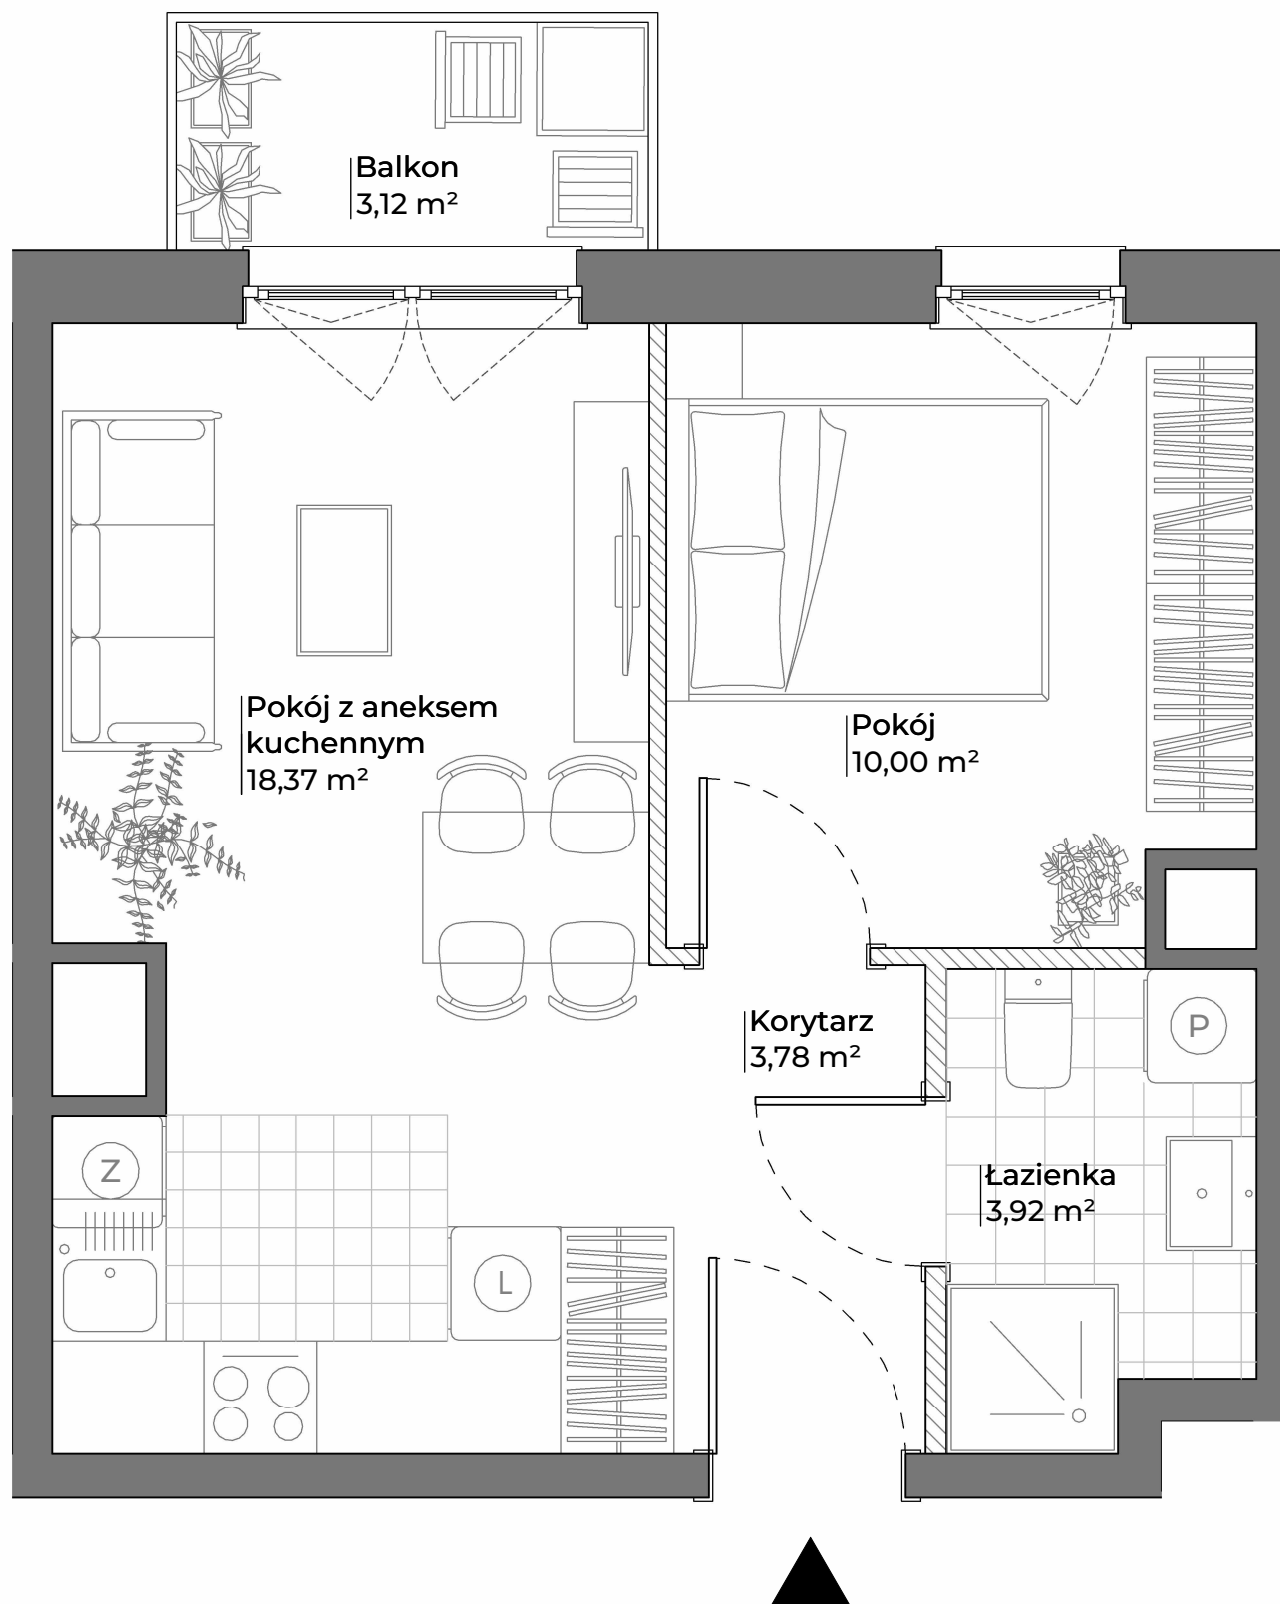 Balkon
3,12 m²
Pokój z aneksem
kuchennym
18,37 m²
Pokój
10,00 m²
Korytarz
3,78 m²
P
Łazienka
3,92 m²
Z
L